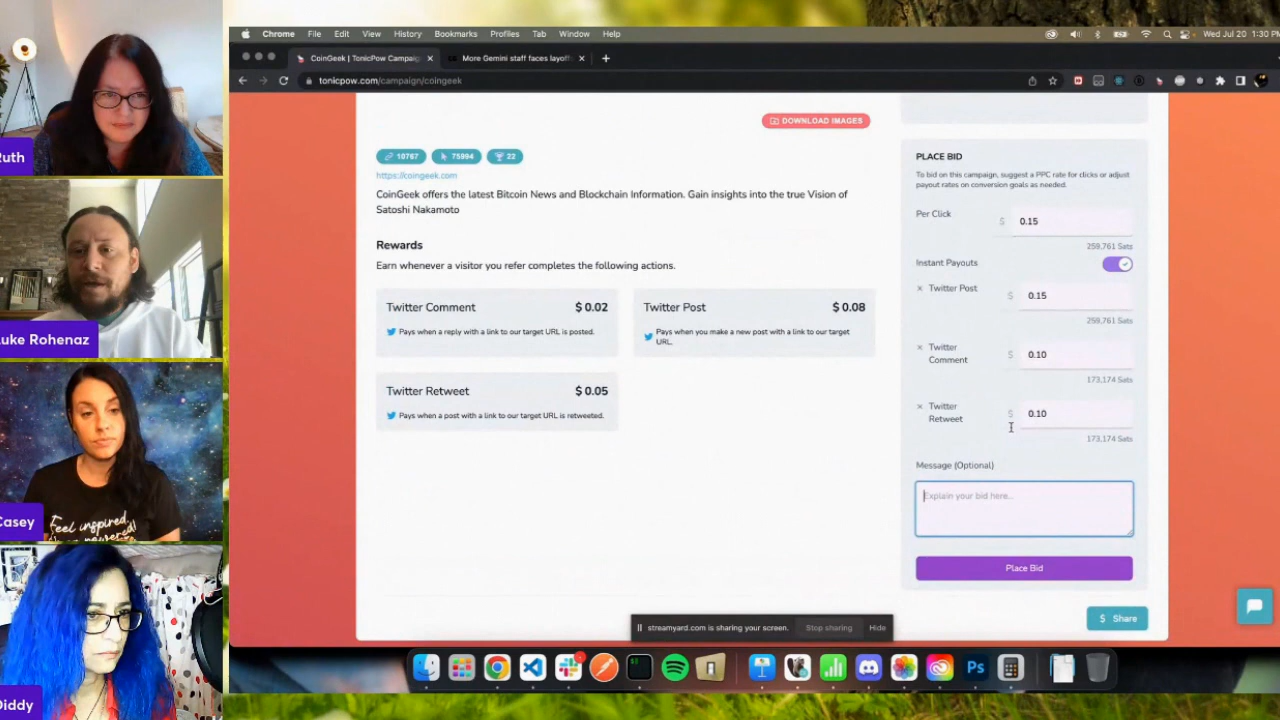 Chrome File Edit View History Bookmarks Profiles Tab Window Help
Wed Jul 20 1:30 PM
CoinGeek | TonicPow Campaig
More Gemini staff faces layoff
tonicpow.com/campaign/coingeek
DOWNLOAD IMAGES
10787 75994 22
https://coingeek.com
CoinGeek offers the latest Bitcoin News and Blockchain Information. Gain insights into the true Vision of
Satoshi Nakamoto
Rewards
Earn whenever a visitor you refer completes the following actions.
Twitter Comment $ 0.02
Pays when a reply with a link to our target URL is posted.
Twitter Post $ 0.08
Pays when you make a new post with a link to our target
URL.
Twitter Retweet $ 0.05
Pays when a post with a link to our target URL is retweeted.
PLACE BID
To bid on this campaign, suggest a PPC rate for clicks or adjust
payout rates on conversion goals as needed.
Per Click $ 0.15
259,761 Sats
Instant Payouts
Twitter Post $ 0.15
259,761 Sats
Twitter
Comment $ 0.10
173,174 Sats
Twitter
Retweet $ 0.10
173,174 Sats
Message (Optional)
Explain your bid here...
Place Bid
$ Share
streamyard.com is sharing your screen. Stop sharing Hide
Ps
Ruth
Luke Rohenaz
Casey
Feel inspired,
Diddy